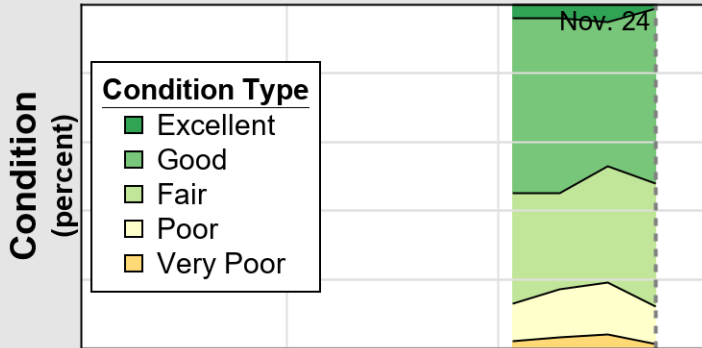 Condition
(percent)
Nov. 24
Condition Type
Excellent
Good
Fair
Poor
Very Poor